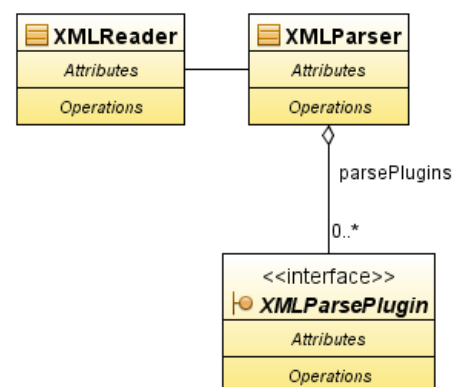 XMLReader
Attributes
Operations
XMLParser
Attributes
Operations
parsePlugins
0..*
<<interface>>
XMLParsePlugin
Attributes
Operations